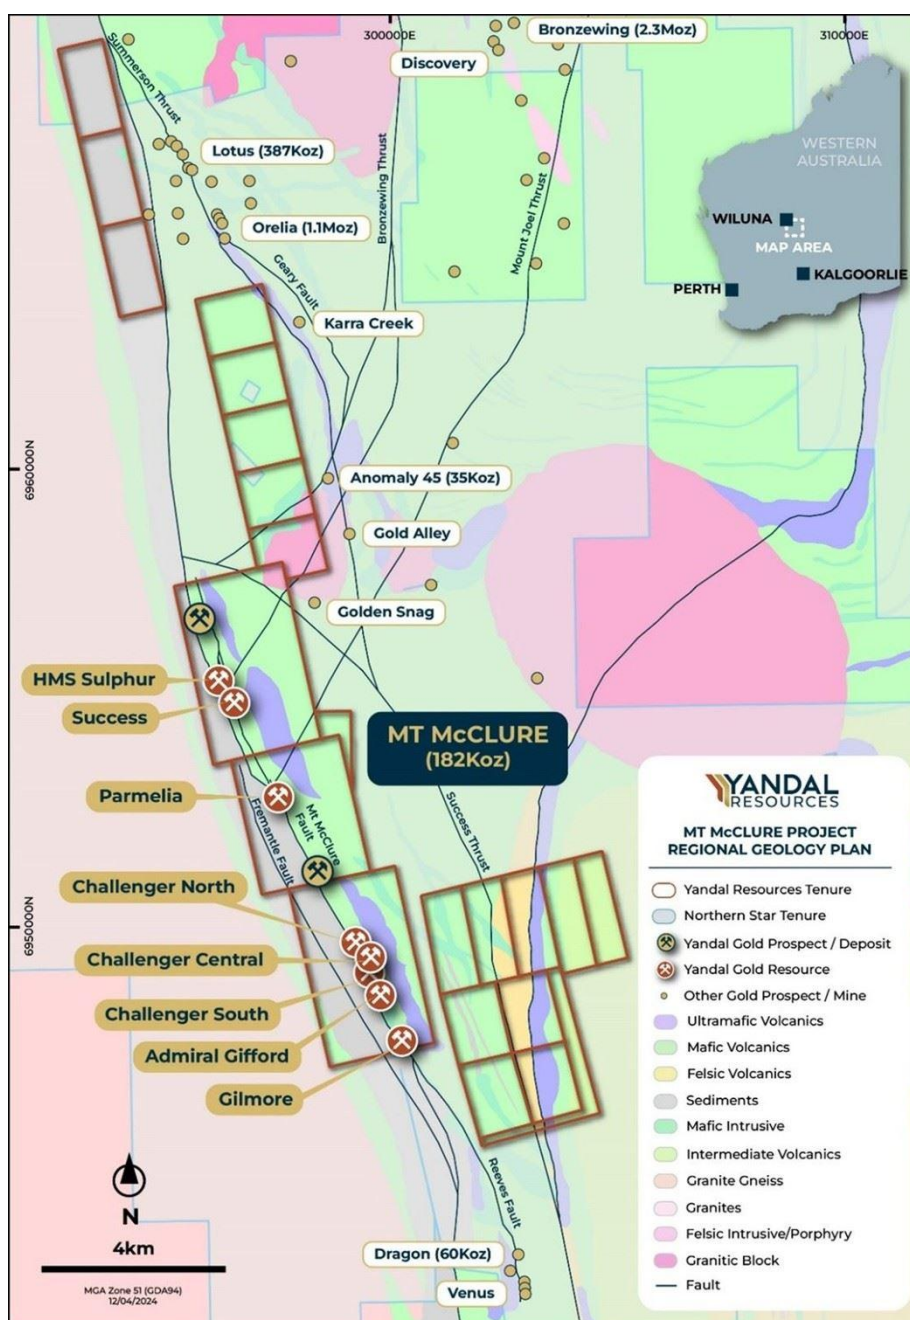 300000E
310000E
Bronzewing (2.3Moz)
Discovery
Summerson Thrust
Lotus (387Koz)
Bronzewing Thrust
Mount Joel Thrust
Orelia (1.1Moz)
Geary Fault
Karra Creek
WESTERN
AUSTRALIA
WILUNA
MAP AREA
KALGOORLIE
PERTH
6960000N
Anomaly 45 (35Koz)
Gold Alley
Golden Snag
HMS Sulphur
Success
MT McCLURE
(182Koz)
Parmelia
Fremantle Fault
Mt McClure
Fault
Success Thrust
Challenger North
6950000N
Challenger Central
Challenger South
Admiral Gifford
Gilmore
Reeves Fault
Dragon (60Koz)
Venus
N
4km
MGA Zone 51 (GDA94)
12/04/2024
YANDAL
RESOURCES
MT McCLURE PROJECT
REGIONAL GEOLOGY PLAN
Yandal Resources Tenure
Northern Star Tenure
Yandal Gold Prospect / Deposit
Yandal Gold Resource
Other Gold Prospect / Mine
Ultramafic Volcanics
Mafic Volcanics
Felsic Volcanics
Sediments
Mafic Intrusive
Intermediate Volcanics
Granite Gneiss
Granites
Felsic Intrusive/Porphyry
Granitic Block
Fault